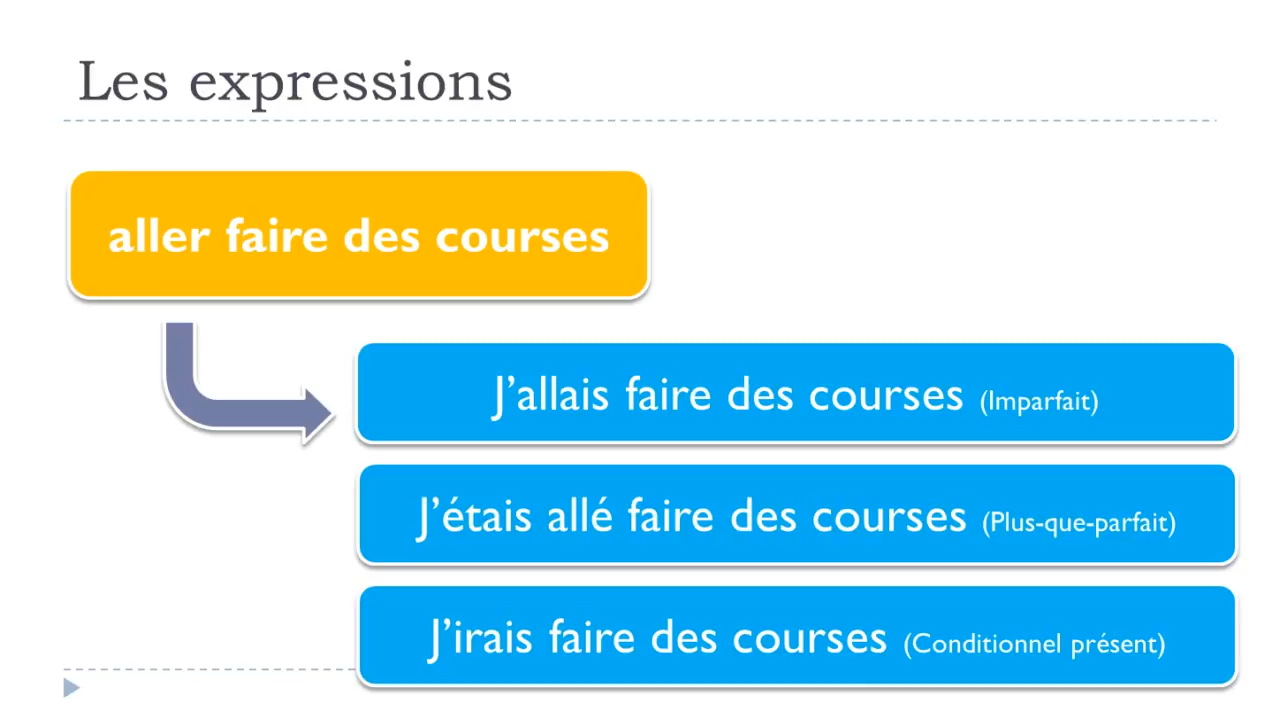 Les expressions
aller faire des courses
J’allais faire des courses (Imparfait)
J’étais allé faire des courses (Plus-que-parfait)
J’irais faire des courses (Conditionnel présent)